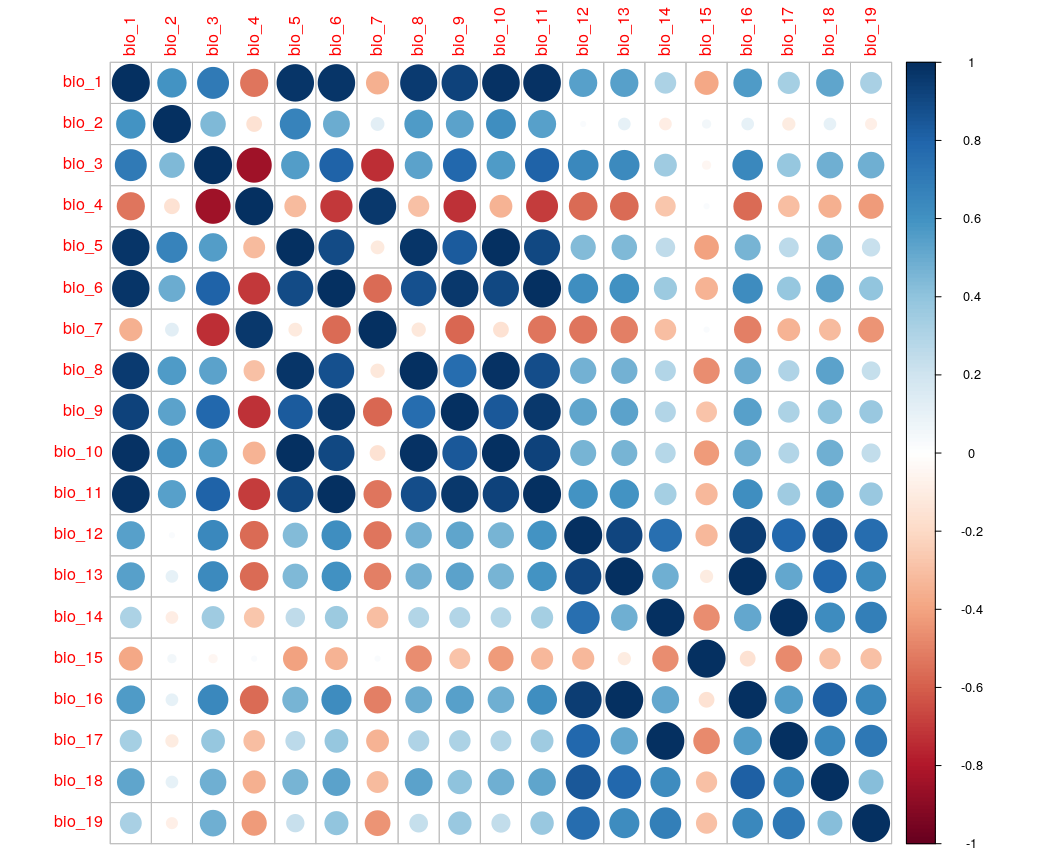 bio_1 bio_2 bio_3 bio_4 bio_5 bio_6 bio_7 bio_8 bio_9 bio_10 bio_11 bio_12 bio_13 bio_14 bio_15 bio_16 bio_17 bio_18 bio_19
bio_1
bio_2
bio_3
bio_4
bio_5
bio_6
bio_7
bio_8
bio_9
bio_10
bio_11
bio_12
bio_13
bio_14
bio_15
bio_16
bio_17
bio_18
bio_19
1
0.8
0.6
0.4
0.2
0
-0.2
-0.4
-0.6
-0.8
-1